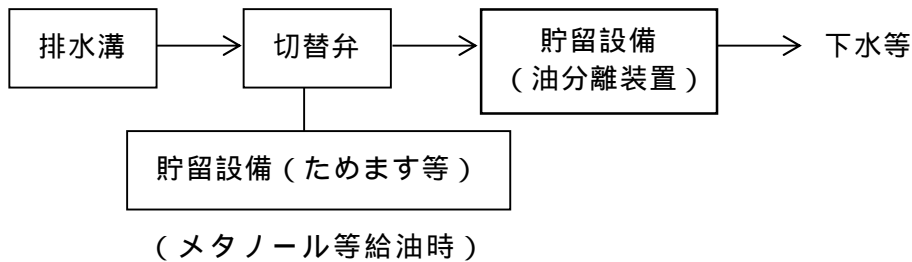 排水溝
切替弁
貯留設備
（油分離装置）
下水等
貯留設備（ためます等）
（メタノール等給油時）